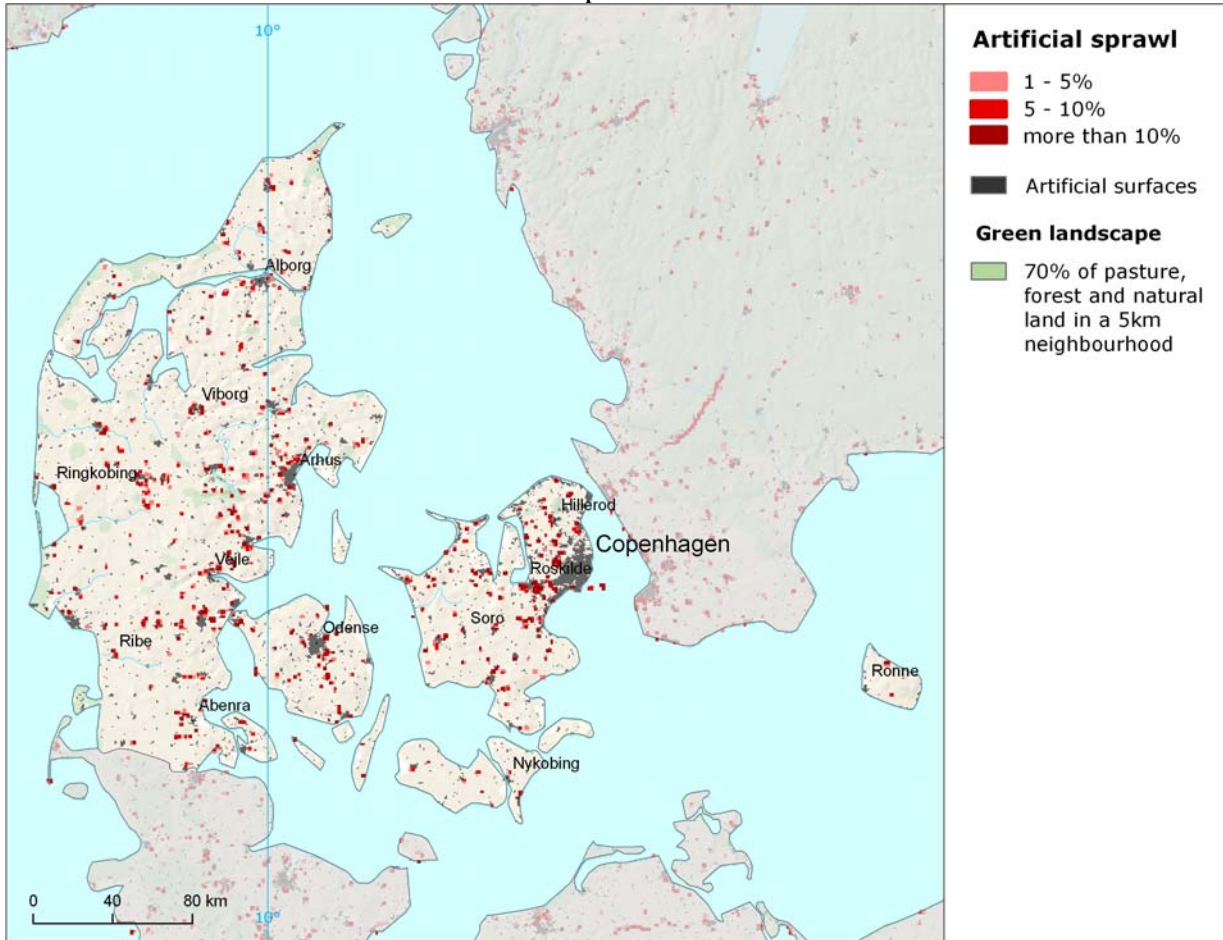 10°
Alborg
Viborg
Ringkobing
Arhus
Hillerod
Copenhagen
Vejle
Roskilde
Soro
Odense
Ribe
Ronne
Abenra
Nykobing
0 40 80 km
10°
Artificial sprawl
1 - 5%
5 - 10%
more than 10%
Artificial surfaces
Green landscape
70% of pasture,
forest and natural
land in a 5km
neighbourhood